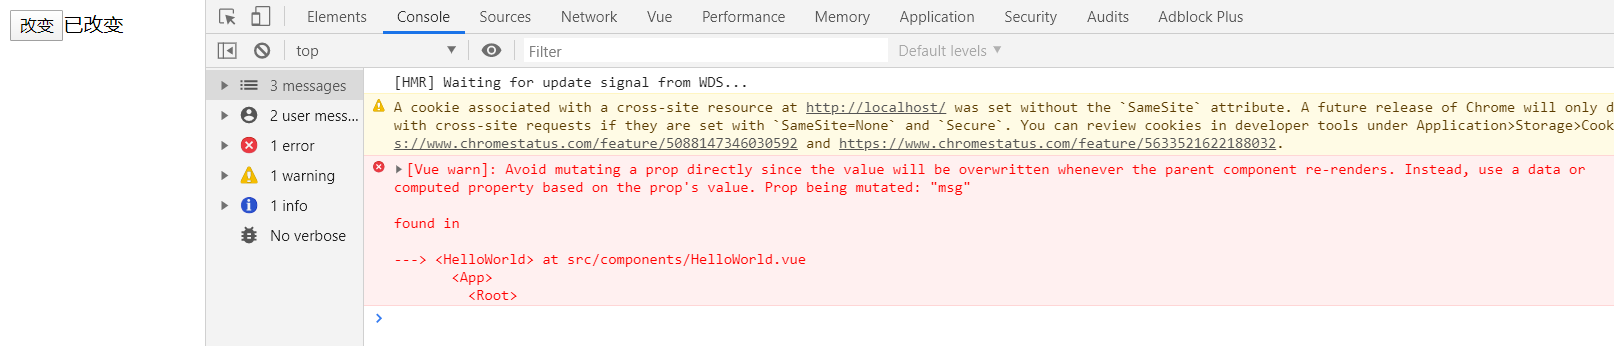 改变 已改变
Elements Console Sources Network Vue Performance Memory Application Security Audits Adblock Plus
top Filter Default levels
3 messages
2 user mess...
1 error
1 warning
1 info
No verbose
[HMR] Waiting for update signal from WDS...
A cookie associated with a cross-site resource at http://localhost/ was set without the `SameSite` attribute. A future release of Chrome will only d
with cross-site requests if they are set with `SameSite=None` and `Secure`. You can review cookies in developer tools under Application>Storage>Cook
s://www.chromestatus.com/feature/5088147346030592 and https://www.chromestatus.com/feature/5633521622188032.
[Vue warn]: Avoid mutating a prop directly since the value will be overwritten whenever the parent component re-renders. Instead, use a data or
computed property based on the prop's value. Prop being mutated: "msg"
found in
---> <HelloWorld> at src/components/HelloWorld.vue
<App>
<Root>